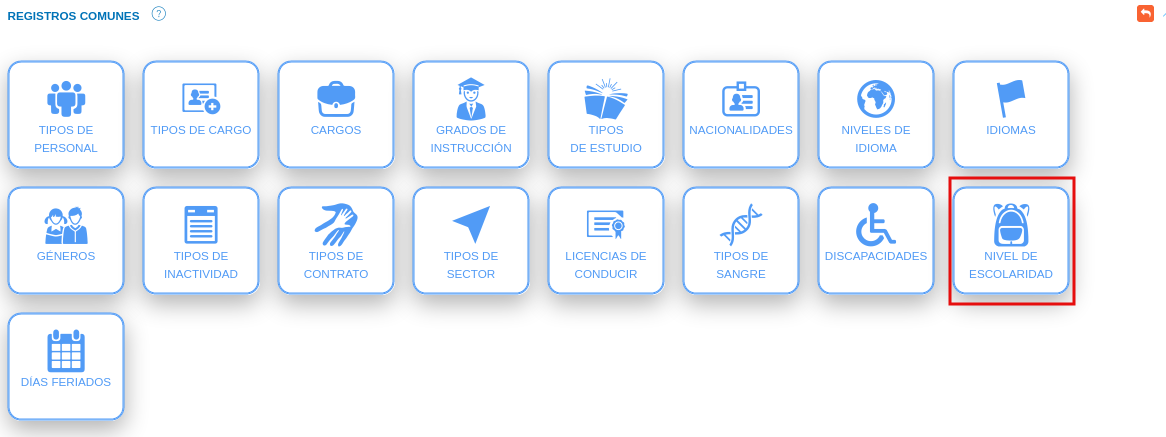 REGISTROS COMUNES ?
TIPOS DE
PERSONAL
TIPOS DE CARGO
CARGOS
GRADOS DE
INSTRUCCIÓN
TIPOS
DE ESTUDIO
NACIONALIDADES
NIVELES DE
IDIOMA
IDIOMAS
GÉNEROS
TIPOS DE
INACTIVIDAD
TIPOS DE
CONTRATO
TIPOS DE
SECTOR
LICENCIAS DE
CONDUCIR
TIPOS DE
SANGRE
DISCAPACIDADES
NIVEL DE
ESCOLARIDAD
DÍAS FERIADOS